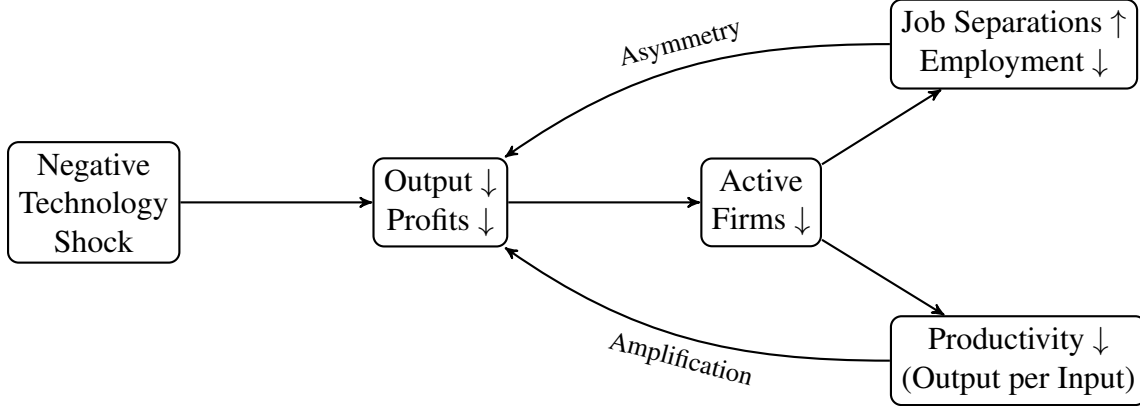 Negative
Technology
Shock
Output ↓
Profits ↓
Active
Firms ↓
Job Separations ↑
Employment ↓
Productivity ↓
(Output per Input)
Asymmetry
Amplification